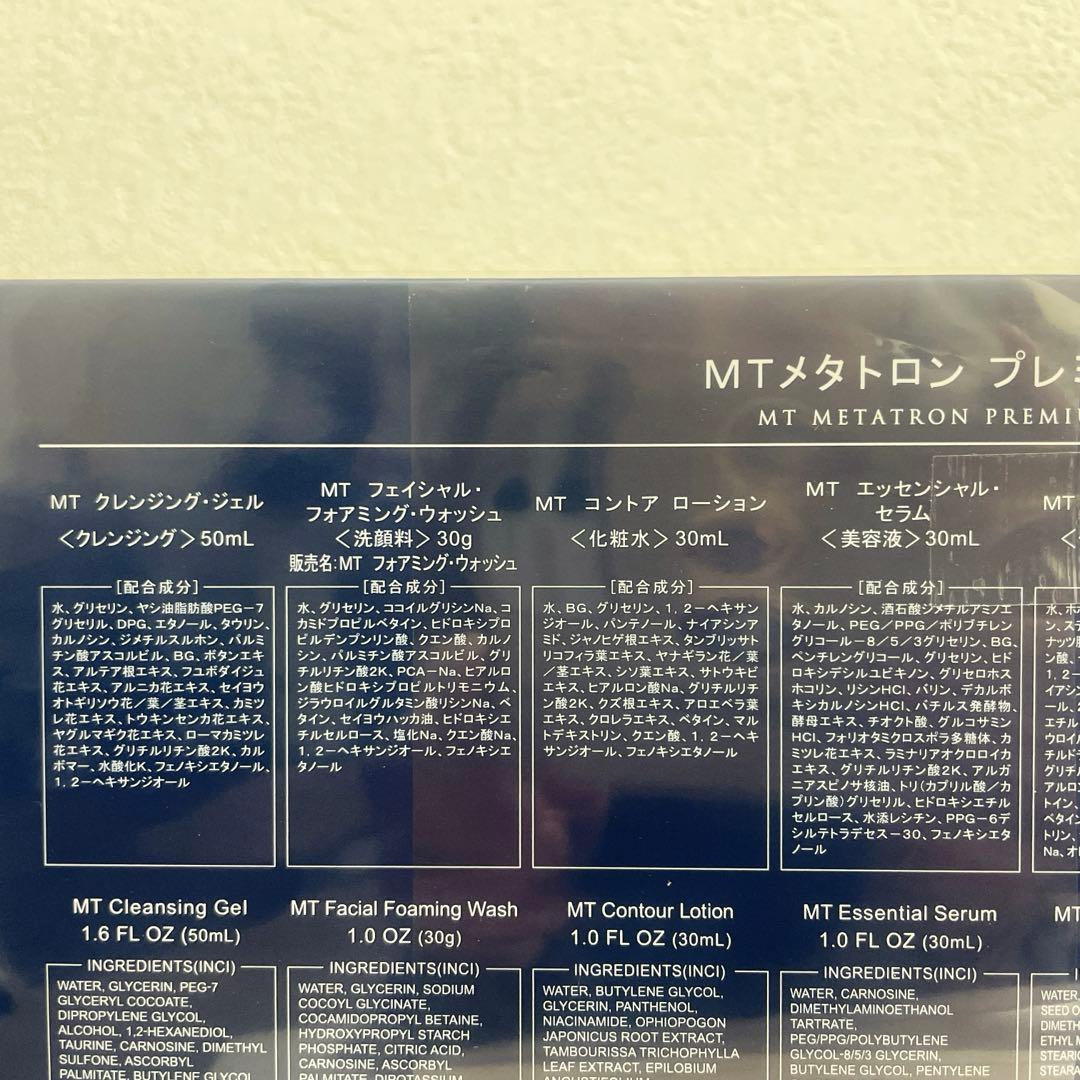 MTメタトロン プレミ
MT METATRON PREMIU
MT クレンジング・ジェル
＜クレンジング＞50mL
[配合成分]
水、グリセリン、ヤシ油脂肪酸PEG－7
グリセリル、DPG、エタノール、タウリン、
カルノシン、ジメチルスルホン、パルミ
チン酸アスコルビル、BG、ボタンエキ
ス、アルテア根エキス、フユボダイジュ
花エキス、アルニカ花エキス、セイヨウ
オトギリソウ花／葉／茎エキス、カミツ
レ花エキス、トウキンセンカ花エキス、
ヤグルマギク花エキス、ローマカミツレ
花エキス、グリチルリチン酸2K、カル
ボマー、水酸化K、フェノキシエタノール、
1，2－ヘキサンジオール
MT フェイシャル・
フォアミング・ウォッシュ
＜洗顔料＞30g
販売名：MT フォアミング・ウォッシュ
[配合成分]
水、グリセリン、ココイルグリシンNa、コ
カミドプロピルベタイン、ヒドロキシプロ
ピルデンプンリン酸、クエン酸、カルノ
シン、パルミチン酸アスコルビル、グリ
チルリチン酸2K、PCA－Na、ヒアルロ
ン酸ヒドロキシプロピルトリモニウム、
ジラウロイルグルタミン酸リシンNa、ベ
タイン、セイヨウハッカ油、ヒドロキシエ
チルセルロース、塩化Na、クエン酸Na、
1，2－ヘキサンジオール、フェノキシエ
タノール
MT コントア ローション
＜化粧水＞30mL
[配合成分]
水、BG、グリセリン、1，2－ヘキサン
ジオール、パンテノール、ナイアシンア
ミド、ジャノヒゲ根エキス、タンブリッサト
リコフィラ葉エキス、ヤナギラン花／葉
／茎エキス、シソ葉エキス、サトウキビ
エキス、ヒアルロン酸Na、グリチルリチ
ン酸2K、クズ根エキス、アロエベラ葉
エキス、クロレラエキス、ベタイン、マル
トデキストリン、クエン酸、1，2－ヘキ
サンジオール、フェノキシエタノール
MT エッセンシャル・
セラム
＜美容液＞30mL
[配合成分]
水、カルノシン、酒石酸ジメチルアミノエ
タノール、PEG／PPG／ポリブチレン
グリコール－8／5／3グリセリン、BG、
ペンチレングリコール、グリセリン、ヒド
ロキシデシルユビキノン、グリセロホス
ホコリン、リシンHCl、バリン、デカルボ
キシカルノシンHCl、バチルス発酵物、
酵母エキス、チオクト酸、グルコサミン
HCl、フォリオタミクロスポラ多糖体、カ
ミツレ花エキス、ラミナリアオクロロイカ
エキス、グリチルリチン酸2K、アルガ
ニアスピノサ核油、トリ（カプリル酸／カ
プリン酸）グリセリル、ヒドロキシエチル
セルロース、水添レシチン、PPG－6デ
シルテトラデセス－30、フェノキシエタ
ノール
MT
MT Cleansing Gel
1.6 FL OZ (50mL)
INGREDIENTS(INCI)
WATER, GLYCERIN, PEG-7
GLYCERYL COCOATE,
DIPROPYLENE GLYCOL,
ALCOHOL, 1,2-HEXANEDIOL,
TAURINE, CARNOSINE, DIMETHYL
SULFONE, ASCORBYL
PALMITATE, BUTYLENE GLYCOL
MT Facial Foaming Wash
1.0 OZ (30g)
INGREDIENTS(INCI)
WATER, GLYCERIN, SODIUM
COCOYL GLYCINATE,
COCAMIDOPROPYL BETAINE,
HYDROXYPROPYL STARCH
PHOSPHATE, CITRIC ACID,
CARNOSINE, ASCORBYL
PALMITATE, DIPOTASSIUM
MT Contour Lotion
1.0 FL OZ (30mL)
INGREDIENTS(INCI)
WATER, BUTYLENE GLYCOL,
GLYCERIN, PANTHENOL,
NIACINAMIDE, OPHIOPOGON
JAPONICUS ROOT EXTRACT,
TAMBOURISSA TRICHOPHYLLA
LEAF EXTRACT, EPILOBIUM
ANGUSTIFOLIUM
MT Essential Serum
1.0 FL OZ (30mL)
INGREDIENTS(INCI)
WATER, CARNOSINE,
DIMETHYLAMINOETHANOL
TARTRATE,
PEG/PPG/POLYBUTYLENE
GLYCOL-8/5/3 GLYCERIN,
BUTYLENE GLYCOL, PENTYLENE
MT
WATER,
SEED O
DIMETH
ETHYL M
STEARIC
STEARA